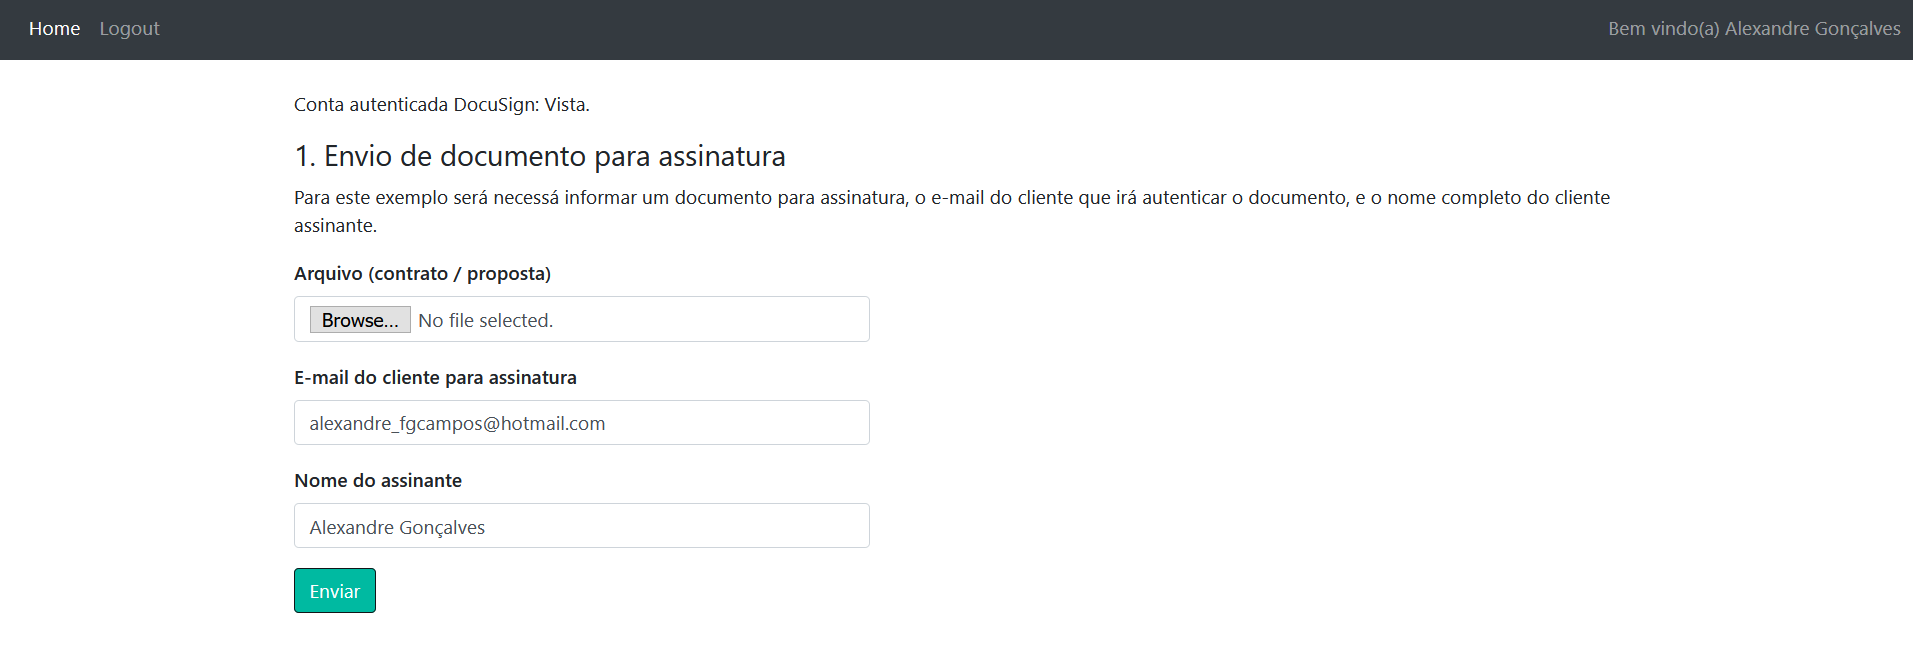 Home Logout Bem vindo(a) Alexandre Gonçalves
Conta autenticada DocuSign: Vista.
1. Envio de documento para assinatura
Para este exemplo será necessá informar um documento para assinatura, o e-mail do cliente que irá autenticar o documento, e o nome completo do cliente
assinante.
Arquivo (contrato / proposta)
Browse... No file selected.
E-mail do cliente para assinatura
alexandre_fgcampos@hotmail.com
Nome do assinante
Alexandre Gonçalves
Enviar